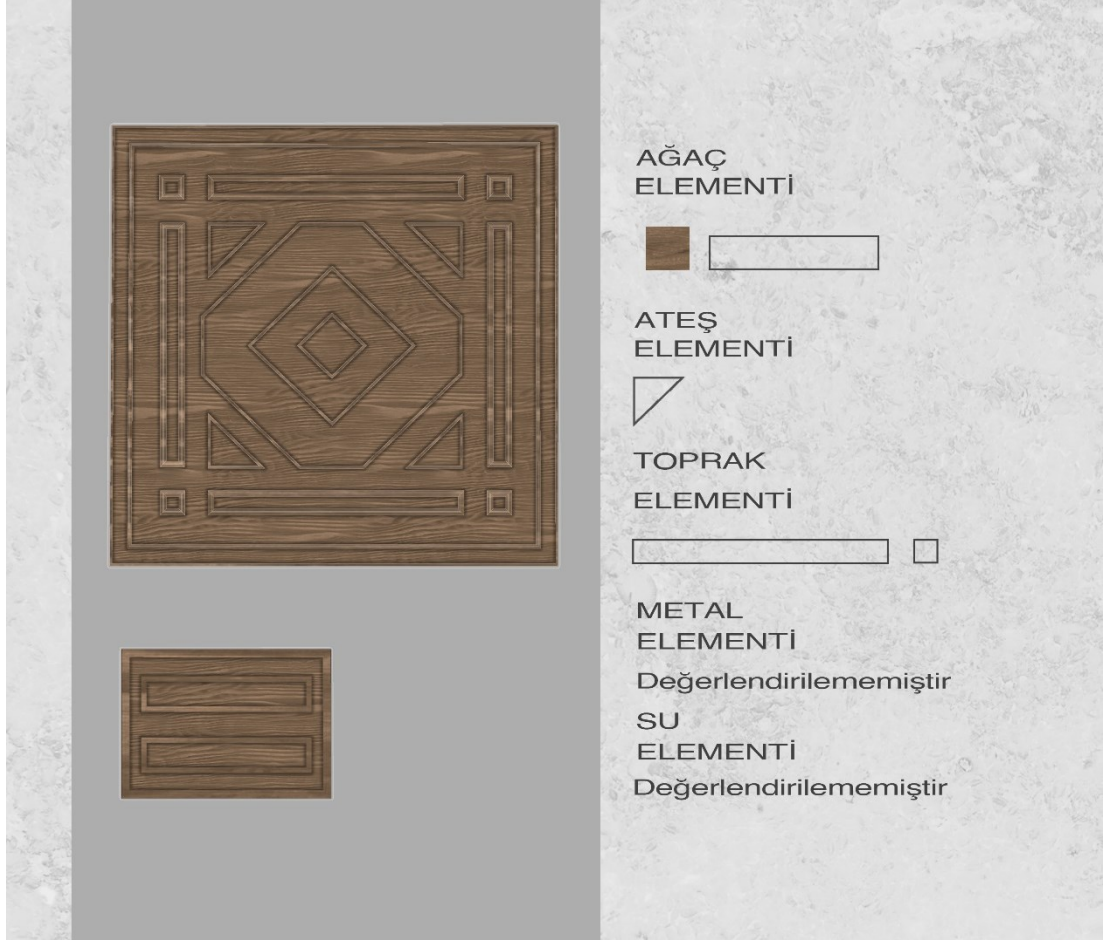 AĞAÇ
ELEMENTİ
ATEŞ
ELEMENTİ
TOPRAK
ELEMENTİ
METAL
ELEMENTİ
Değerlendirilememiştir
SU
ELEMENTİ
Değerlendirilememiştir